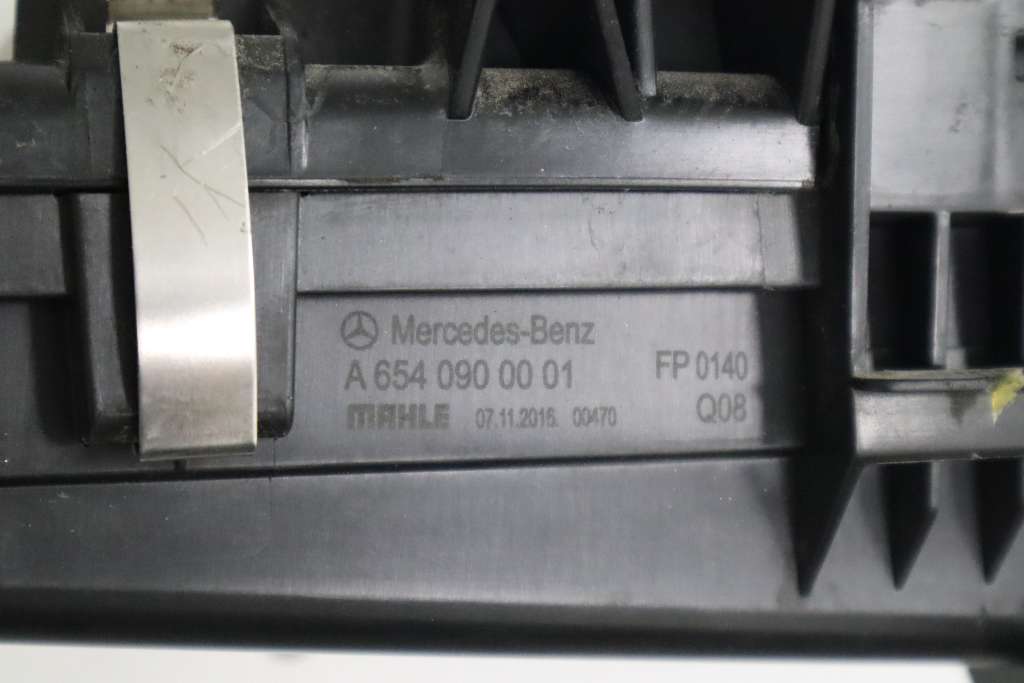 Mercedes-Benz
A 654 090 00 01
MAHLE 07.11.2016. 00470
FP 0140
Q08